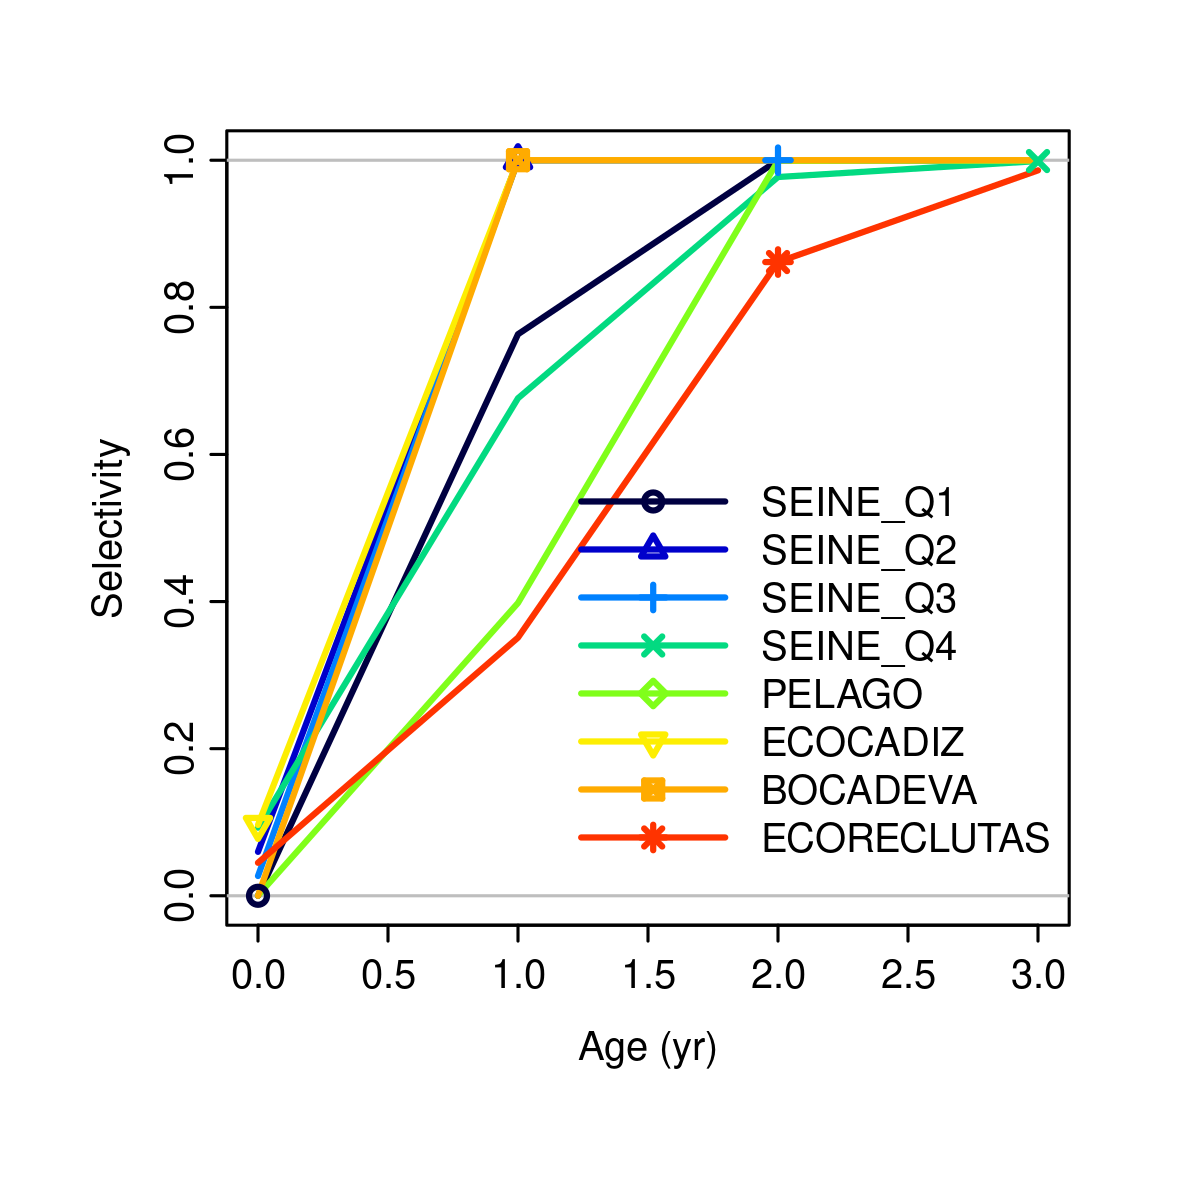 1.0
0.8
0.6
0.4
0.2
0.0
Selectivity
SEINE_Q1
SEINE_Q2
SEINE_Q3
SEINE_Q4
PELAGO
ECOCADIZ
BOCADEVA
ECORECLUTAS
0.0 0.5 1.0 1.5 2.0 2.5 3.0
Age (yr)